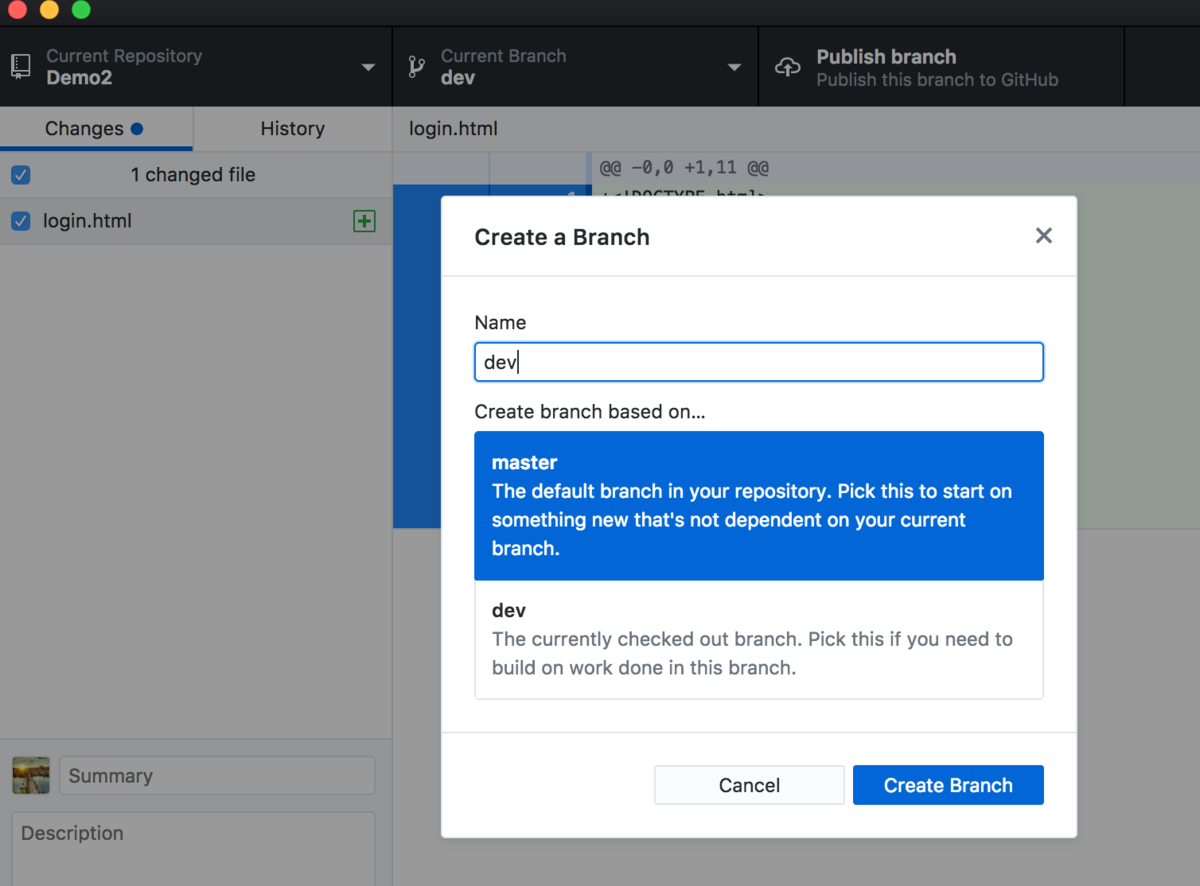 Current Repository
Demo2
Current Branch
dev
Publish branch
Publish this branch to GitHub
Changes
History
login.html
1 changed file
@@ -0,0 +1,11 @@
login.html
Create a Branch
Name
dev
Create branch based on...
master
The default branch in your repository. Pick this to start on
something new that's not dependent on your current
branch.
dev
The currently checked out branch. Pick this if you need to
build on work done in this branch.
Cancel
Create Branch
Summary
Description